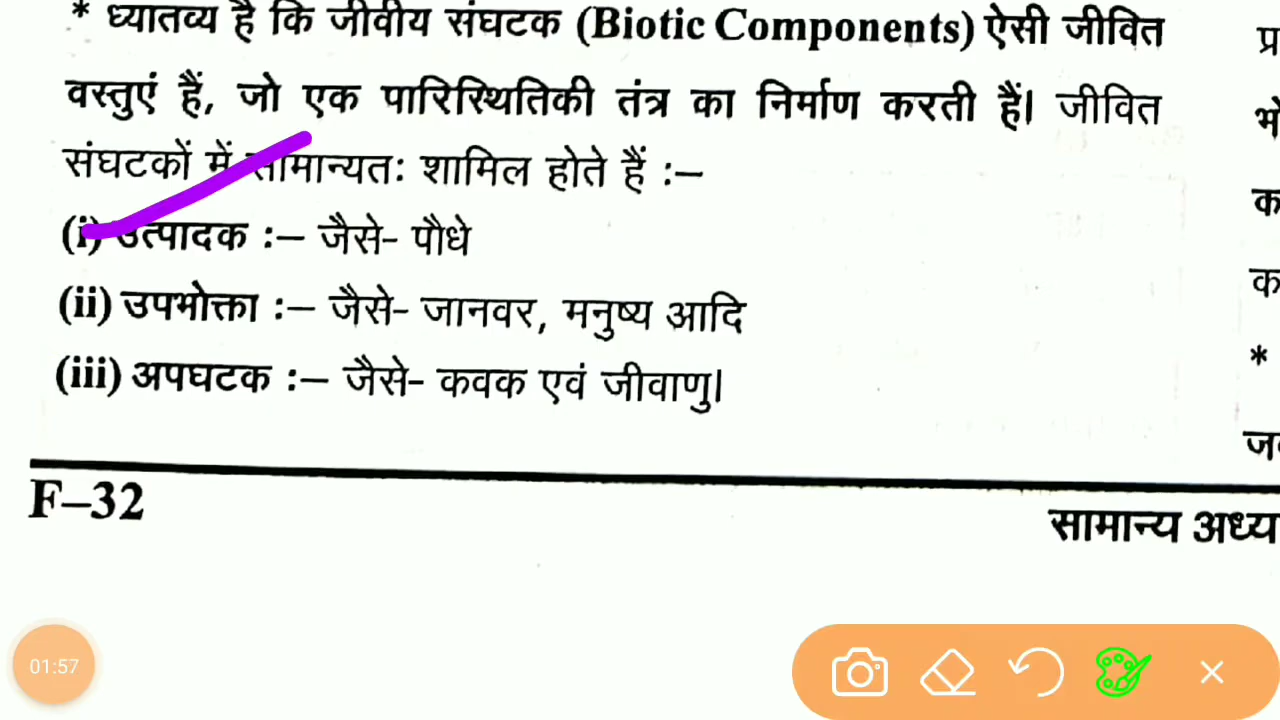 * ध्यातव्य है कि जीवीय संघटक (Biotic Components) ऐसी जीवित
वस्तुएं हैं, जो एक पारिस्थितिकी तंत्र का निर्माण करती हैं। जीवित
संघटकों में सामान्यतः शामिल होते हैं :–
(i) उत्पादक :– जैसे- पौधे
(ii) उपभोक्ता :– जैसे- जानवर, मनुष्य आदि
(iii) अपघटक :– जैसे- कवक एवं जीवाणु।
F–32
सामान्य अध्य
01:57